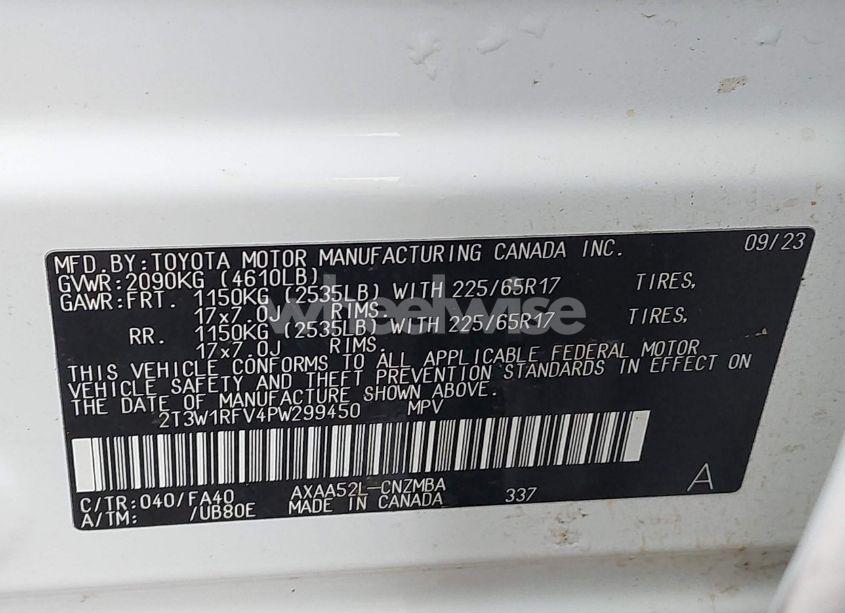 MFD.BY:TOYOTA MOTOR MANUFACTURING CANADA INC. 09/23
GVWR:2090KG (4610LB)
GAWR:FRT. 1150KG (2535LB) WITH 225/65R17 TIRES,
17x7.0J RIMS.
RR. 1150KG (2535LB) WITH 225/65R17 TIRES,
17x7.0J RIMS.
THIS VEHICLE CONFORMS TO ALL APPLICABLE FEDERAL MOTOR
VEHICLE SAFETY AND THEFT PREVENTION STANDARDS IN EFFECT ON
THE DATE OF MANUFACTURE SHOWN ABOVE.
2T3W1RFV4PW299450 MPV
C/TR:040/FA40 AXAA52L-CNZMBA 337 A
A/TM: /UB80E MADE IN CANADA
wheelwise